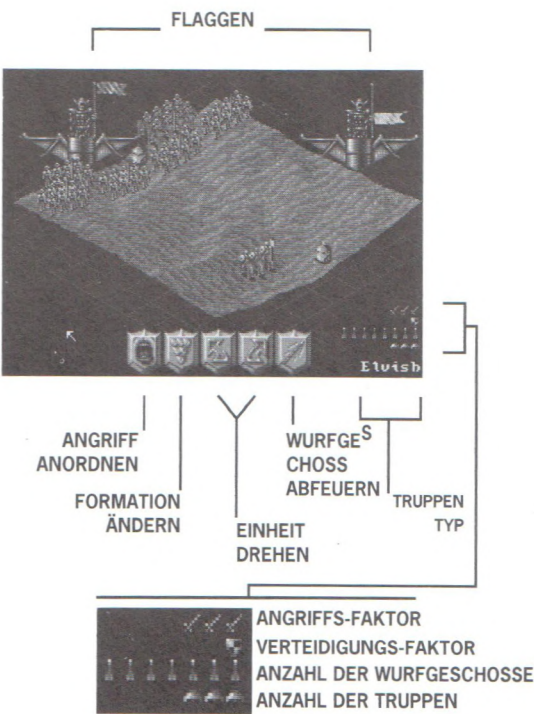 FLAGGEN
Elvish
ANGRIFF
ANORDNEN
FORMATION
ÄNDERN
EINHEIT
DREHEN
WURFGES
CHOSS
ABFEUERN
TRUPPEN
TYP
ANGRIFFS-FAKTOR
VERTEIDIGUNGS-FAKTOR
ANZAHL DER WURFGESCHOSSE
ANZAHL DER TRUPPEN